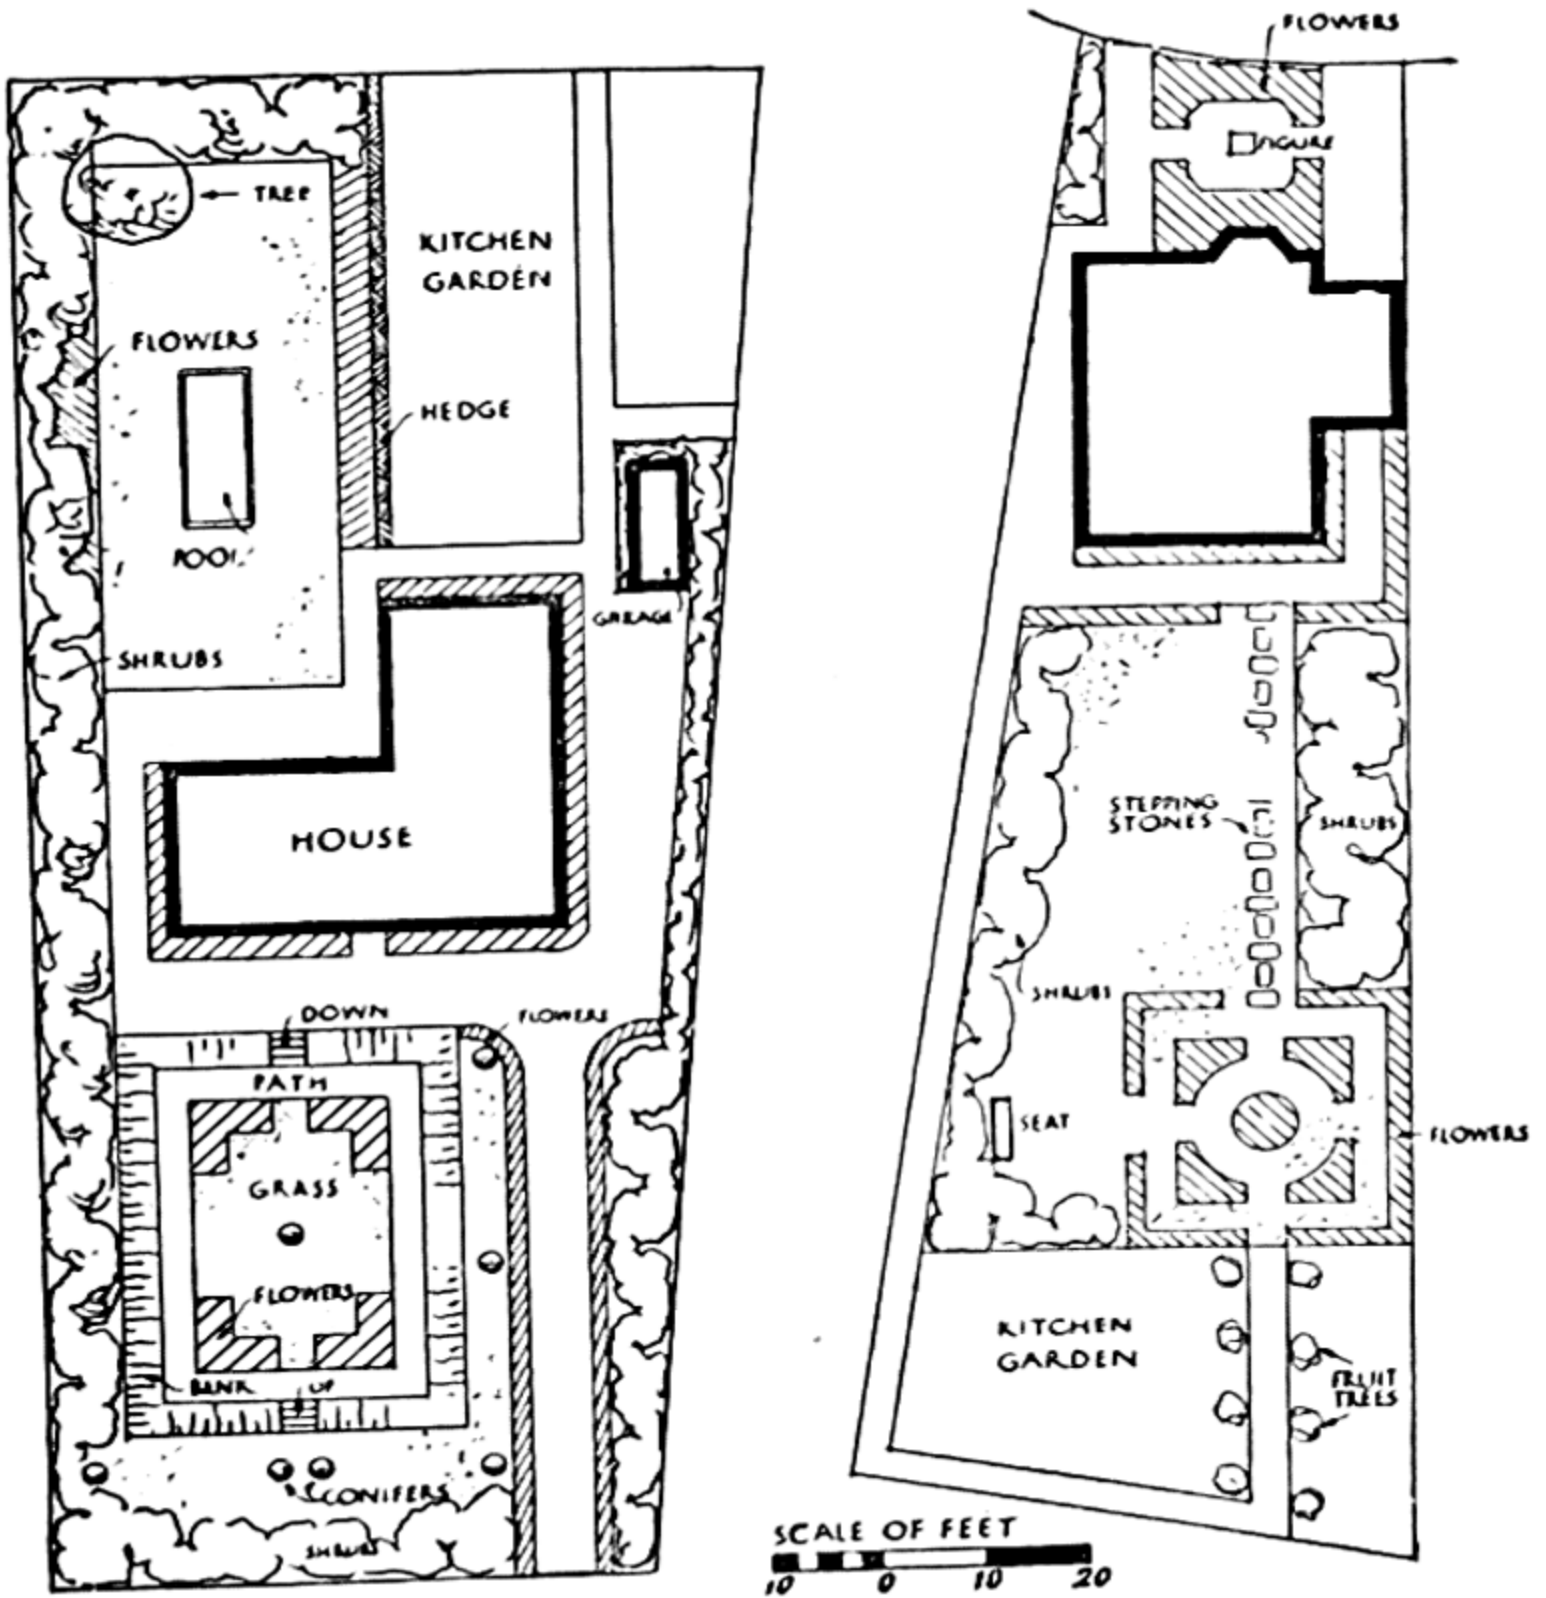 TREE
KITCHEN
GARDEN
FLOWERS
HEDGE
POOL
GARAGE
SHRUBS
HOUSE
DOWN
FLOWERS
PATH
GRASS
FLOWERS
BANK
UP
CONIFERS
SHRUBS
FLOWERS
FIGURE
STEPPING
STONES
SHRUBS
SHRUBS
SEAT
FLOWERS
KITCHEN
GARDEN
FRUIT
TREES
SCALE OF FEET
10 0 10 20